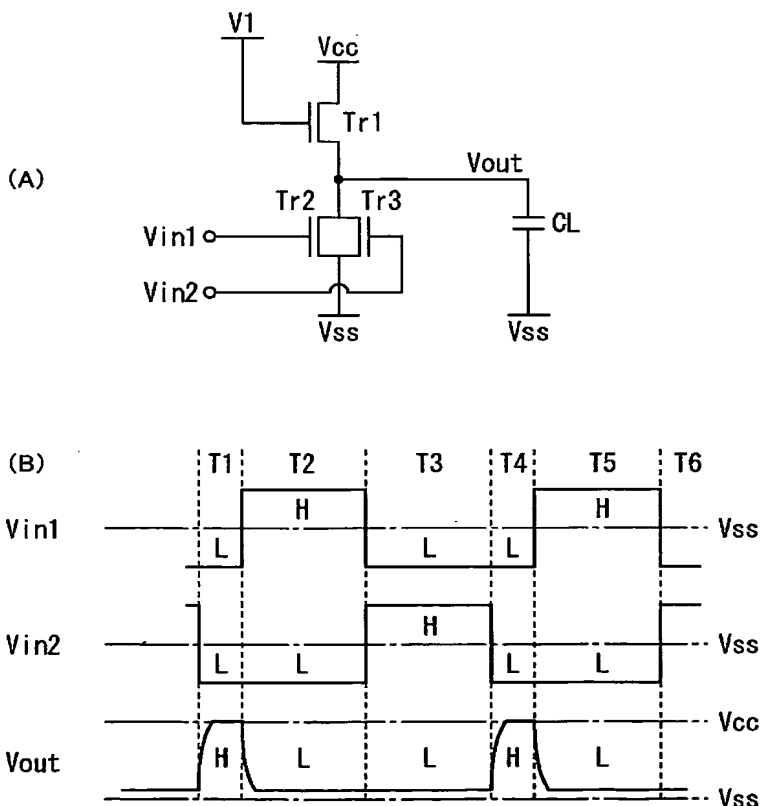 V1
Vcc
Tr1
(A)
Vout
Tr2 Tr3
CL
Vin1
Vin2
Vss Vss
(B) T1 T2 T3 T4 T5 T6
Vin1 L H L L H Vss
Vin2 L L H L L Vss
Vcc
Vout H L L H L
Vss